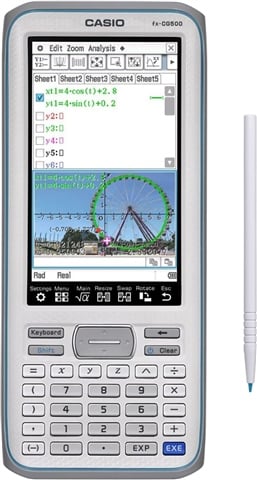 CASIO fx-CG500
Edit Zoom Analysis
Sheet1 Sheet2 Sheet3 Sheet4 Sheet5
xt1=4·cos(t)+2.8
yt1=4·sin(t)+0.2
y2:
y3:
y4:
y5:
y6:
Rad Real
Settings Menu Main Resize Swap Rotate Esc
Keyboard
Shift Clear
= x y z ^ ÷
( 7 8 9 ×
) 4 5 6 −
, 1 2 3 +
(−) 0 · EXP EXE